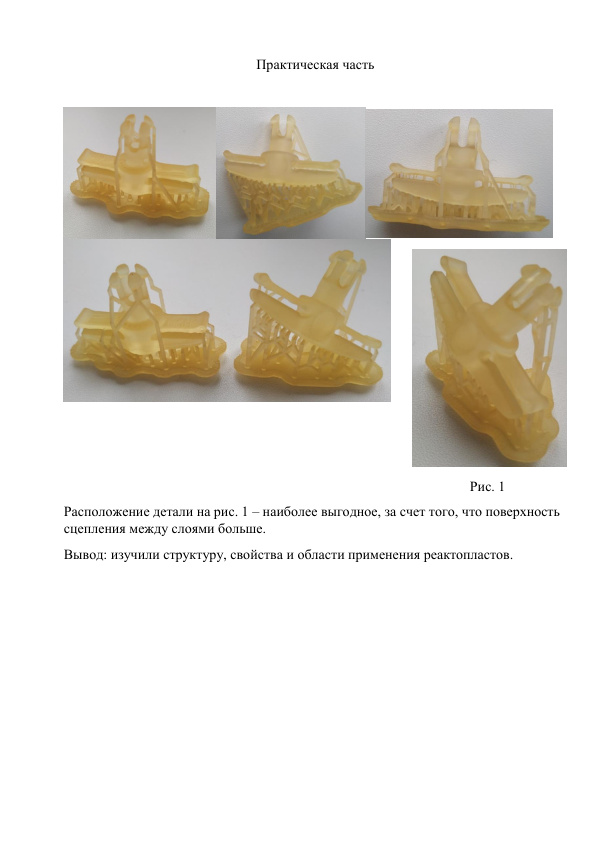 Практическая часть
Рис. 1
Расположение детали на рис. 1 – наиболее выгодное, за счет того, что поверхность
сцепления между слоями больше.
Вывод: изучили структуру, свойства и области применения реактопластов.